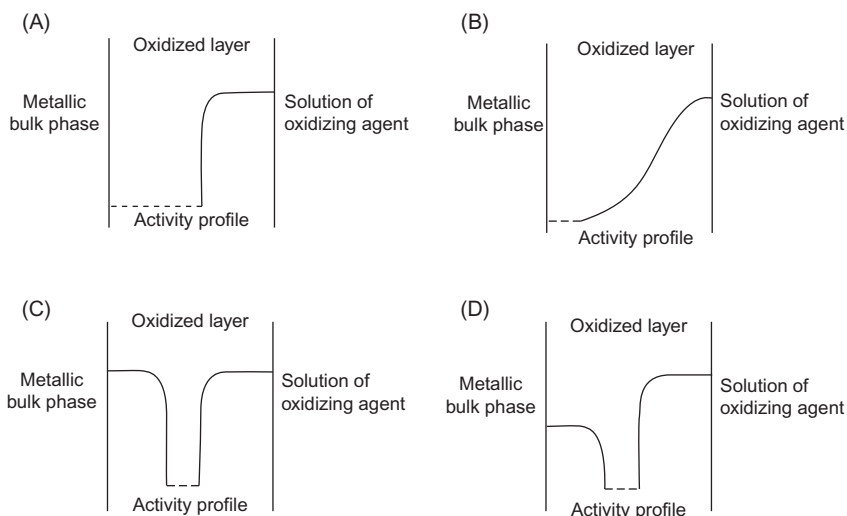 (A)
Oxidized layer
Metallic
bulk phase
Solution of
oxidizing agent
Activity profile
(B)
Oxidized layer
Metallic
bulk phase
Solution of
oxidizing agent
Activity profile
(C)
Oxidized layer
Metallic
bulk phase
Solution of
oxidizing agent
Activity profile
(D)
Oxidized layer
Metallic
bulk phase
Solution of
oxidizing agent
Activity profile